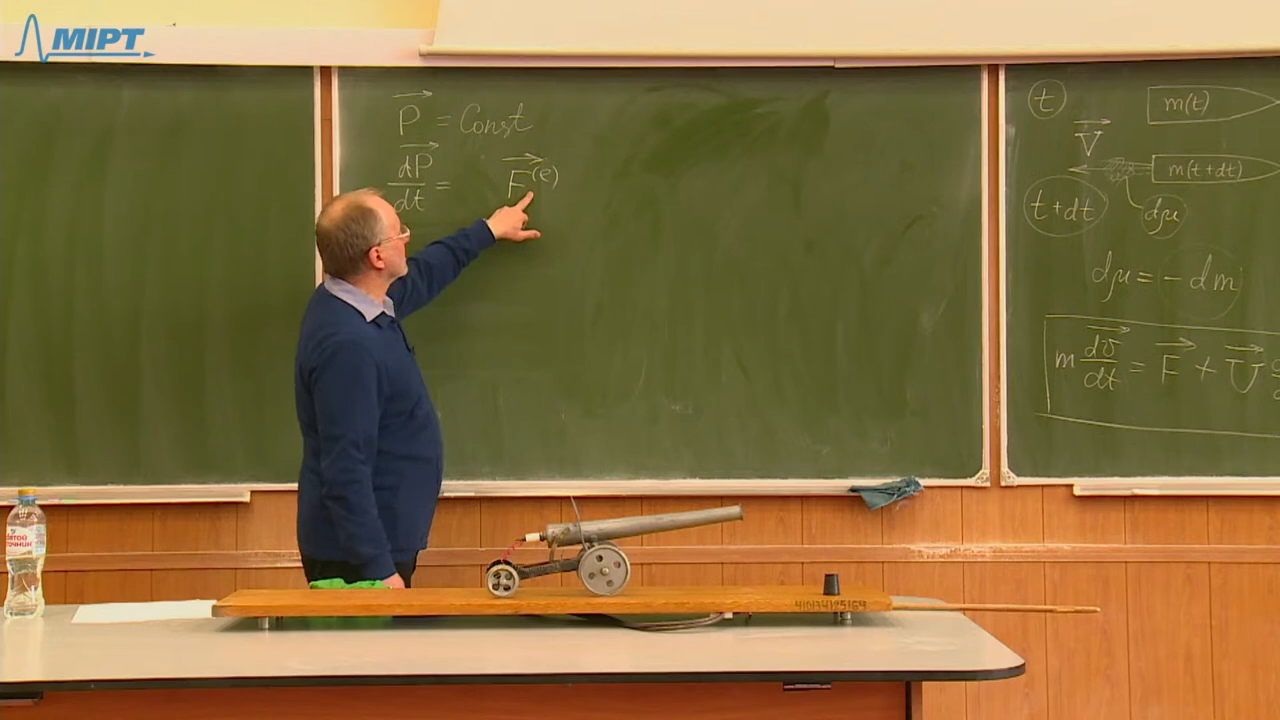 MIPT
P⃗ = Const
dP⃗/dt = F⃗^(e)
t
m(t)
V⃗
m(t+dt)
t+dt
dμ
dμ = - dm
m dv⃗/dt = F⃗ + U⃗